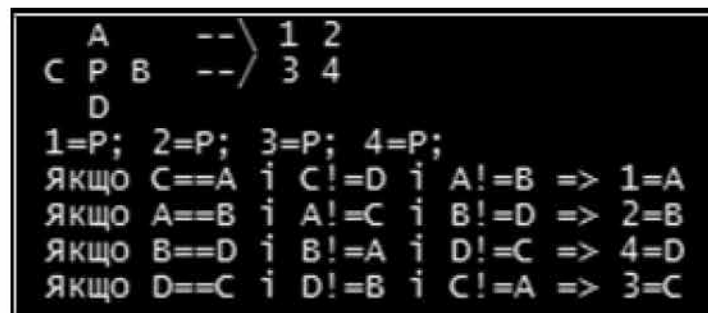 A --\ 1 2
C P B --/ 3 4
D
1=P; 2=P; 3=P; 4=P;
Якщо C==A і C!=D і A!=B => 1=A
Якщо A==B і A!=C і B!=D => 2=B
Якщо B==D і B!=A і D!=C => 4=D
Якщо D==C і D!=B і C!=A => 3=C